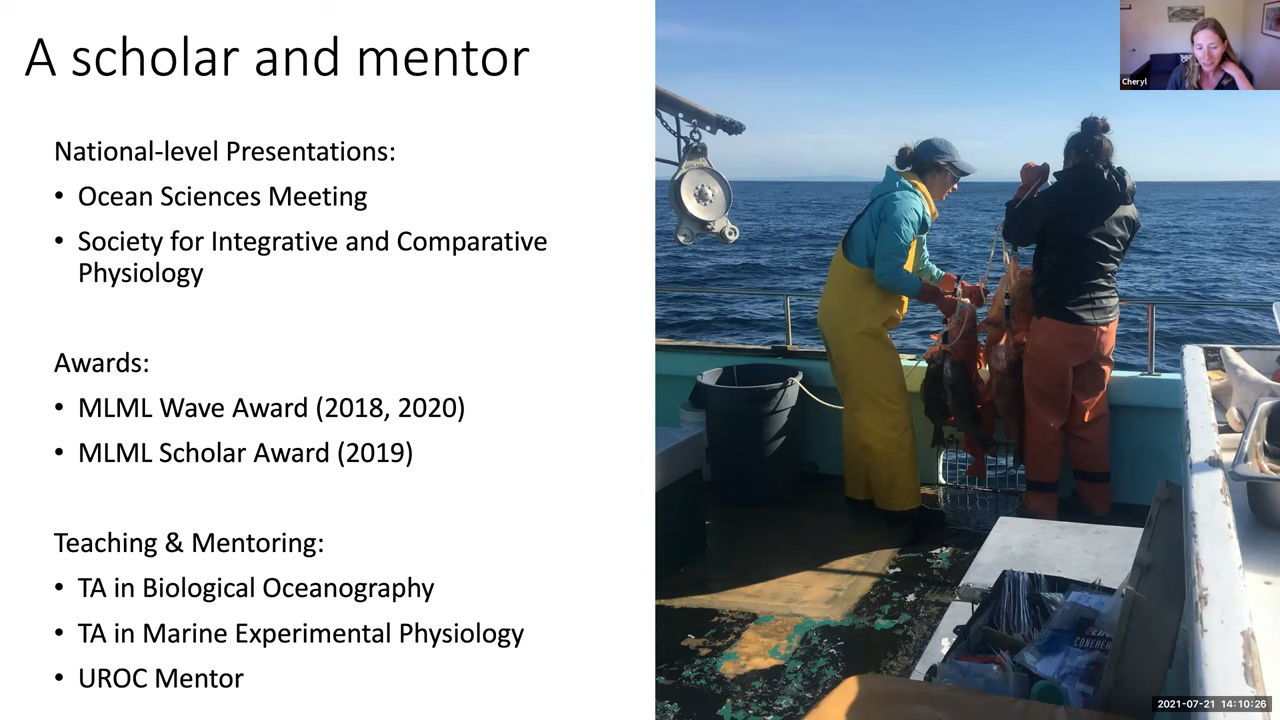 A scholar and mentor
National-level Presentations:
• Ocean Sciences Meeting
• Society for Integrative and Comparative
Physiology
Awards:
• MLML Wave Award (2018, 2020)
• MLML Scholar Award (2019)
Teaching & Mentoring:
• TA in Biological Oceanography
• TA in Marine Experimental Physiology
• UROC Mentor
Cheryl
2021-07-21 14:10:26